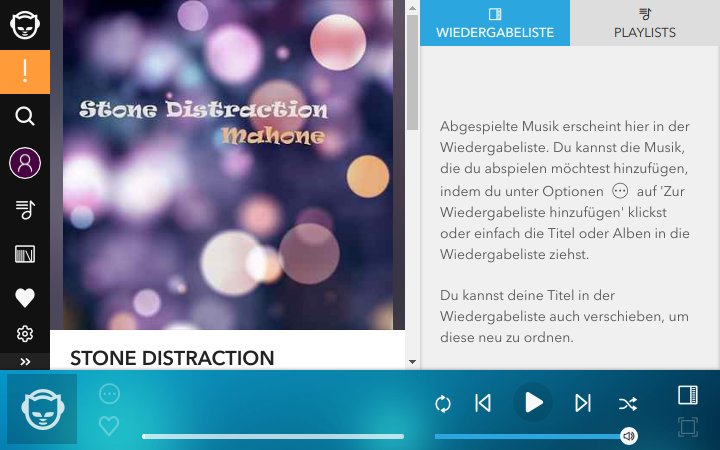 Stone Distraction
Mahone
STONE DISTRACTION
WIEDERGABELISTE
PLAYLISTS
Abgespielte Musik erscheint hier in der
Wiedergabeliste. Du kannst die Musik,
die du abspielen möchtest hinzufügen,
indem du unter Optionen auf 'Zur
Wiedergabeliste hinzufügen' klickst
oder einfach die Titel oder Alben in die
Wiedergabeliste ziehst.
Du kannst deine Titel in der
Wiedergabeliste auch verschieben, um
diese neu zu ordnen.